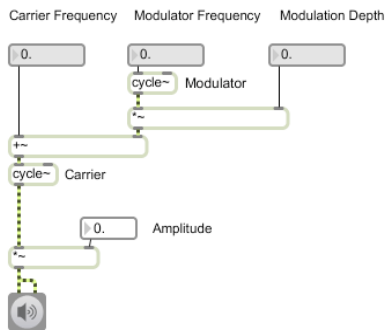 Carrier Frequency Modulator Frequency Modulation Depth
0. 0. 0.
cycle~ Modulator
*~
+~
cycle~ Carrier
0. Amplitude
*~